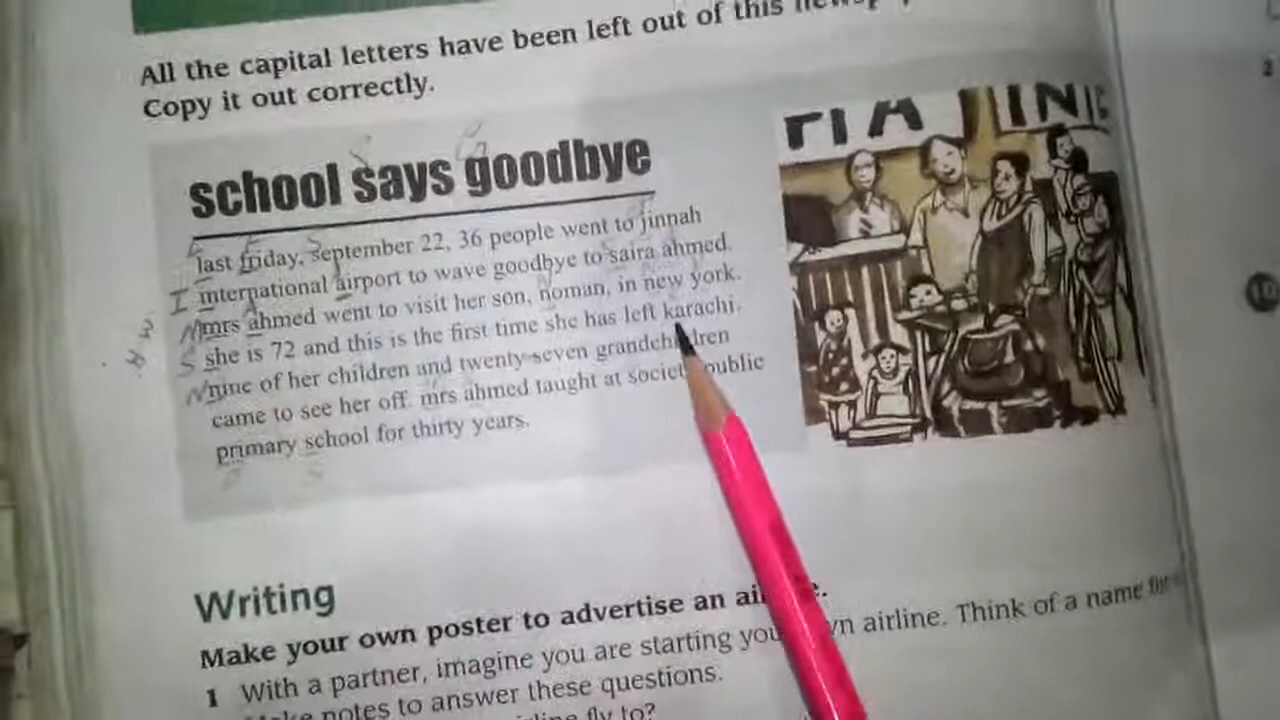 All the capital letters have been left out of this
Copy it out correctly.
school says goodbye
last friday, september 22, 36 people went to jinnah
international airport to wave goodbye to saira ahmed.
mrs ahmed went to visit her son, noman, in new york.
she is 72 and this is the first time she has left karachi.
nine of her children and twenty-seven grandchildren
came to see her off. mrs ahmed taught at society public
primary school for thirty years.
Writing
Make your own poster to advertise an
1 With a partner, imagine you are starting your own airline. Think of a name for
notes to answer these questions.
fly to?
10